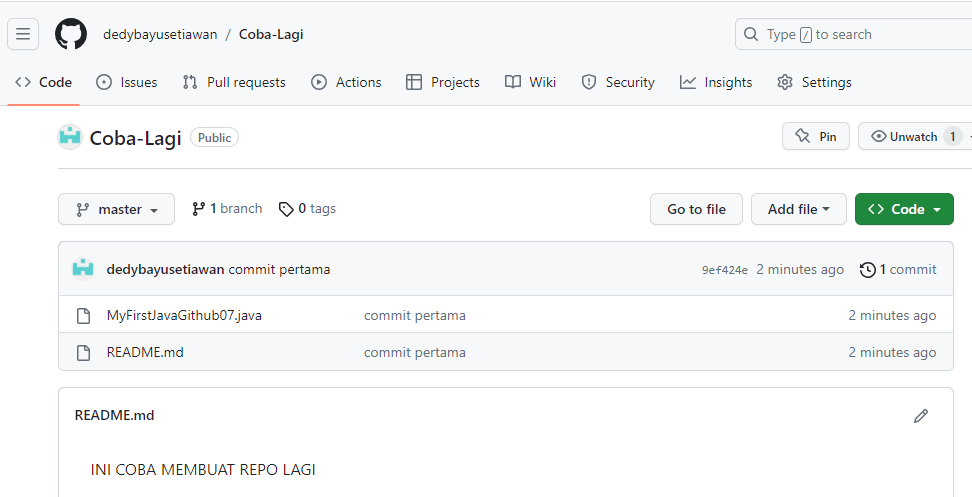 dedybayusetiawan / Coba-Lagi
Type / to search
Code Issues Pull requests Actions Projects Wiki Security Insights Settings
Coba-Lagi Public Pin Unwatch 1
master 1 branch 0 tags Go to file Add file Code
dedybayusetiawan commit pertama 9ef424e 2 minutes ago 1 commit
MyFirstJavaGithub07.java commit pertama 2 minutes ago
README.md commit pertama 2 minutes ago
README.md
INI COBA MEMBUAT REPO LAGI